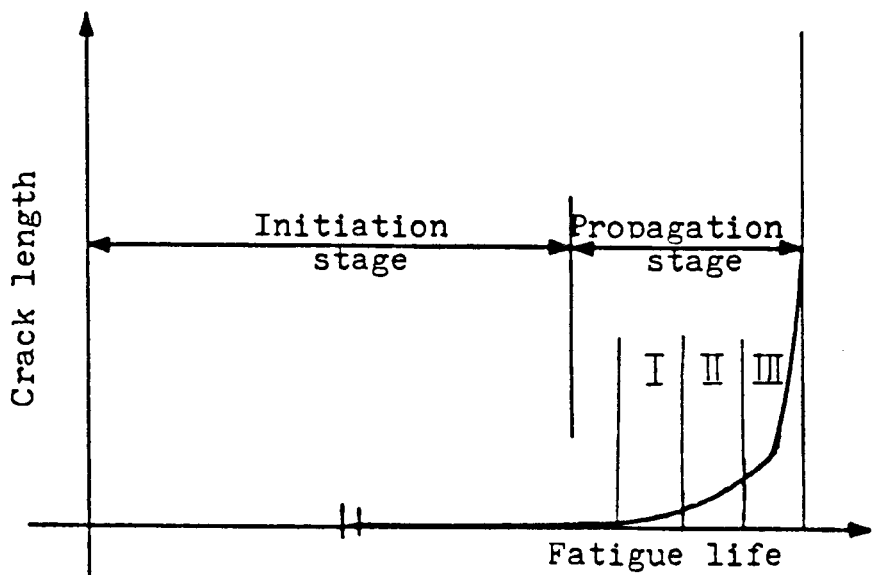 Crack length
Initiation
stage
Propagation
stage
I II III
Fatigue life